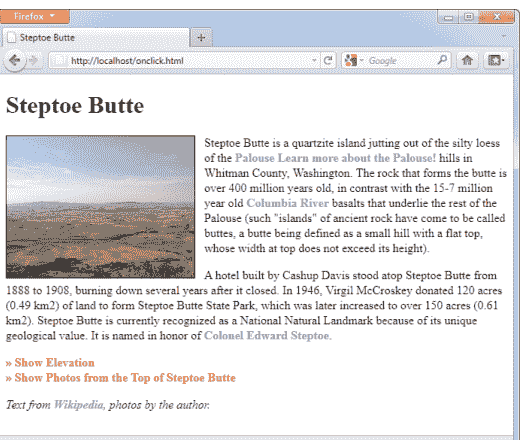 Firefox
Steptoe Butte
http://localhost/onclick.html
Google
Steptoe Butte
Steptoe Butte is a quartzite island jutting out of the silty loess
of the Palouse Learn more about the Palouse! hills in
Whitman County, Washington. The rock that forms the butte is
over 400 million years old, in contrast with the 15-7 million
year old Columbia River basalts that underlie the rest of the
Palouse (such "islands" of ancient rock have come to be called
buttes, a butte being defined as a small hill with a flat top,
whose width at top does not exceed its height).
A hotel built by Cashup Davis stood atop Steptoe Butte from
1888 to 1908, burning down several years after it closed. In 1946, Virgil McCroskey donated 120 acres
(0.49 km2) of land to form Steptoe Butte State Park, which was later increased to over 150 acres (0.61
km2). Steptoe Butte is currently recognized as a National Natural Landmark because of its unique
geological value. It is named in honor of Colonel Edward Steptoe.
» Show Elevation
» Show Photos from the Top of Steptoe Butte
Text from Wikipedia, photos by the author.